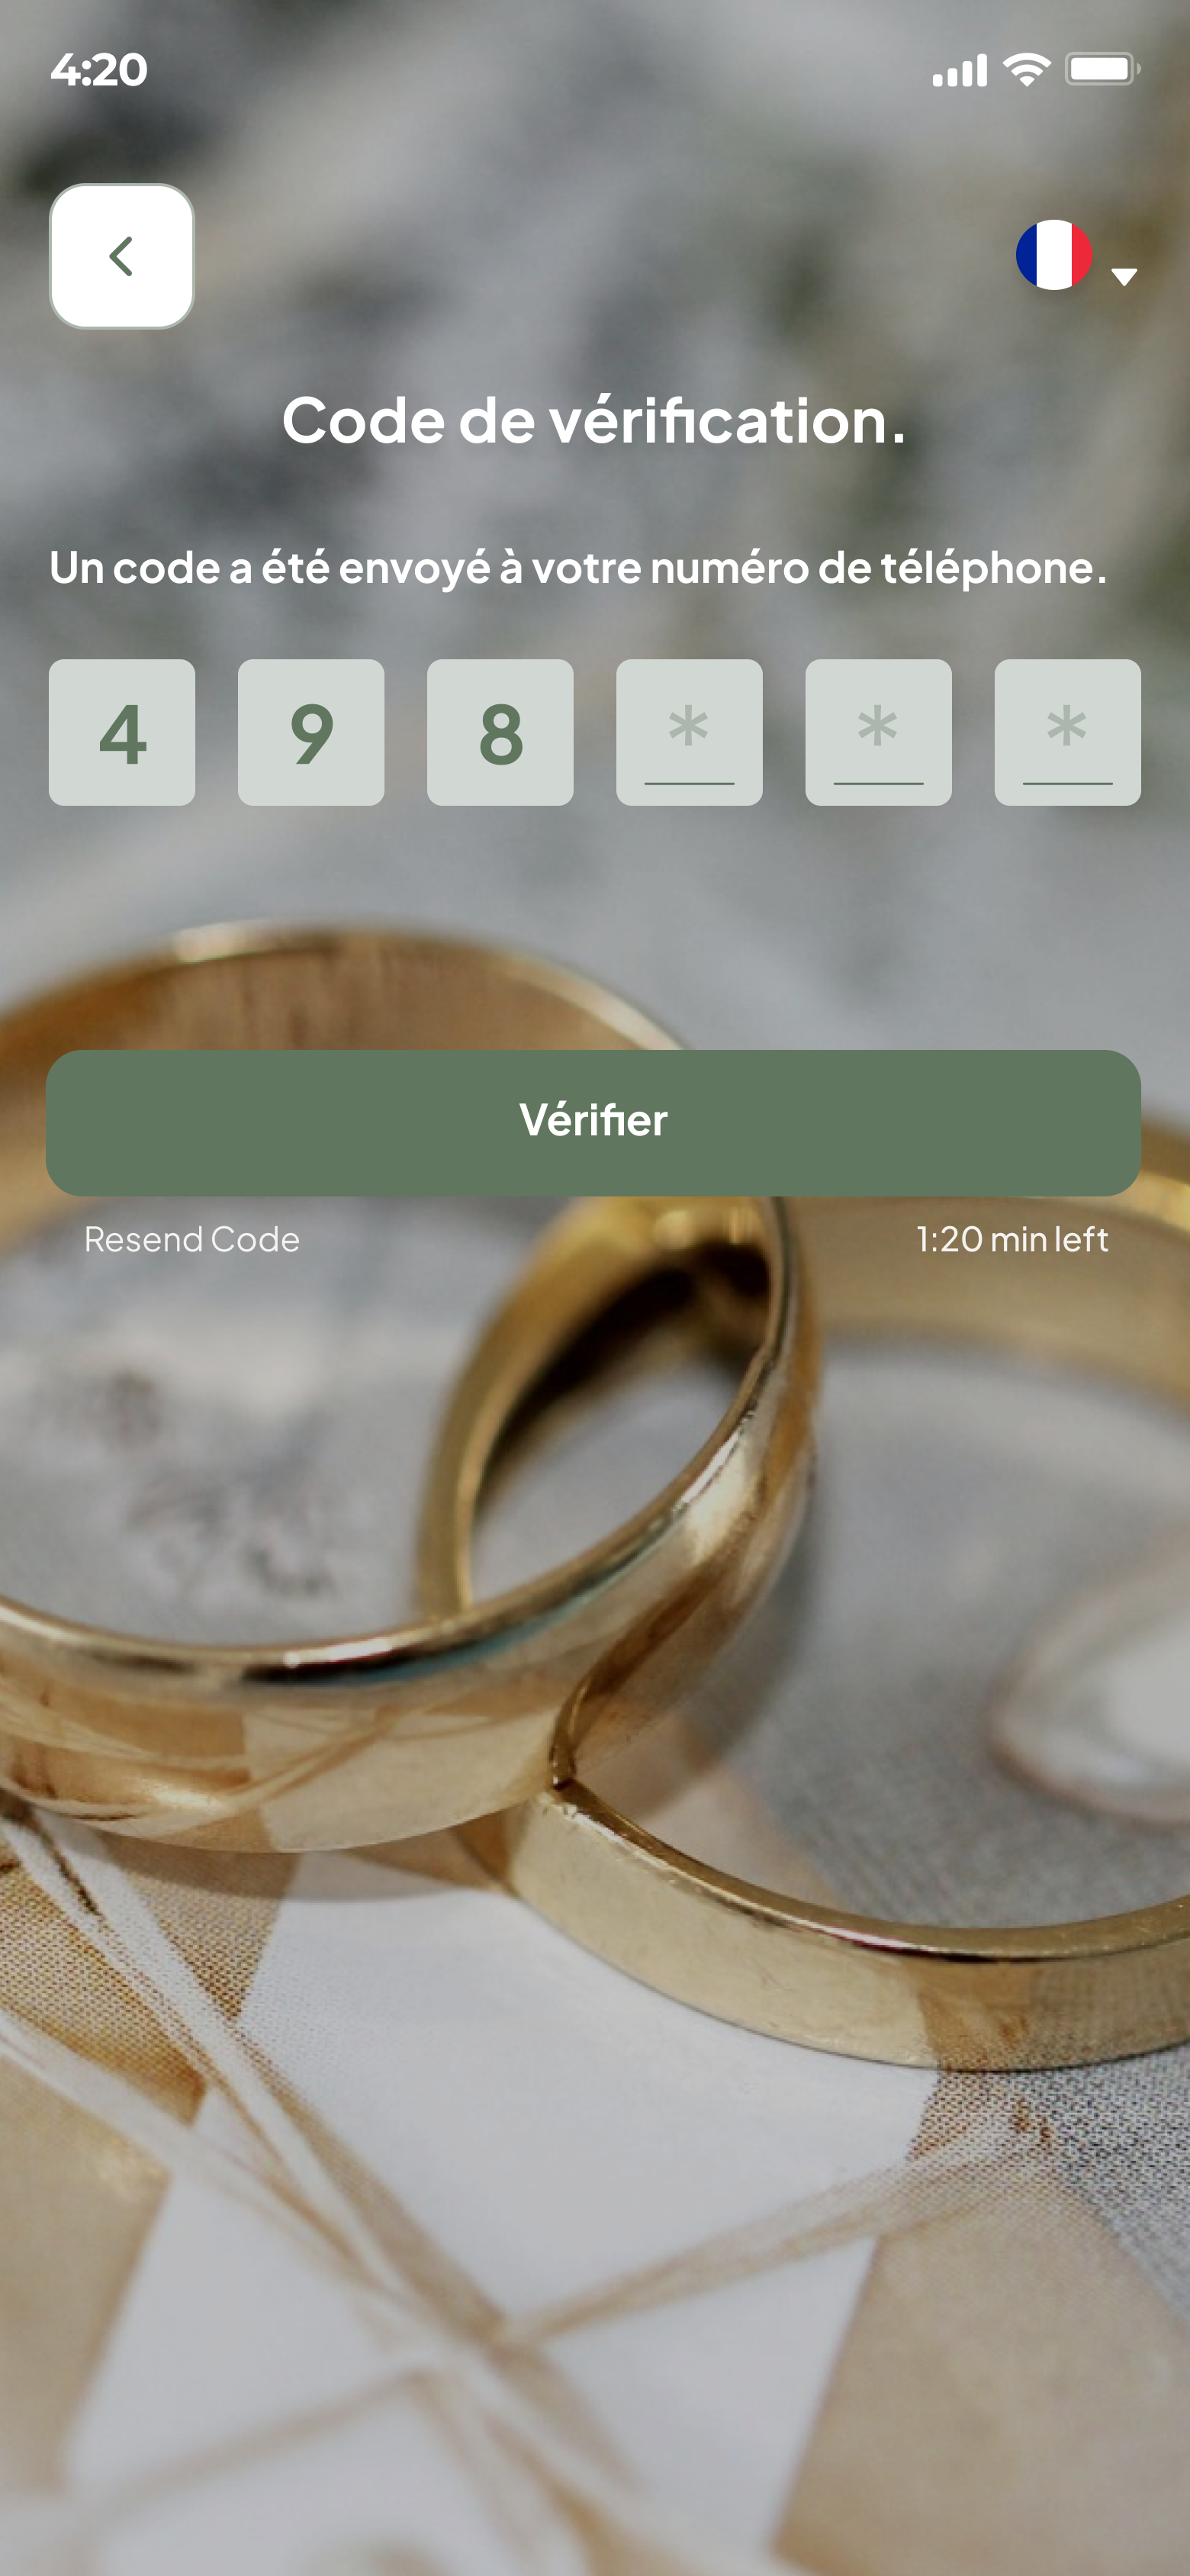 4:20
Code de vérification.
Un code a été envoyé à votre numéro de téléphone.
4 9 8 * * *
Vérifier
Resend Code 1:20 min left